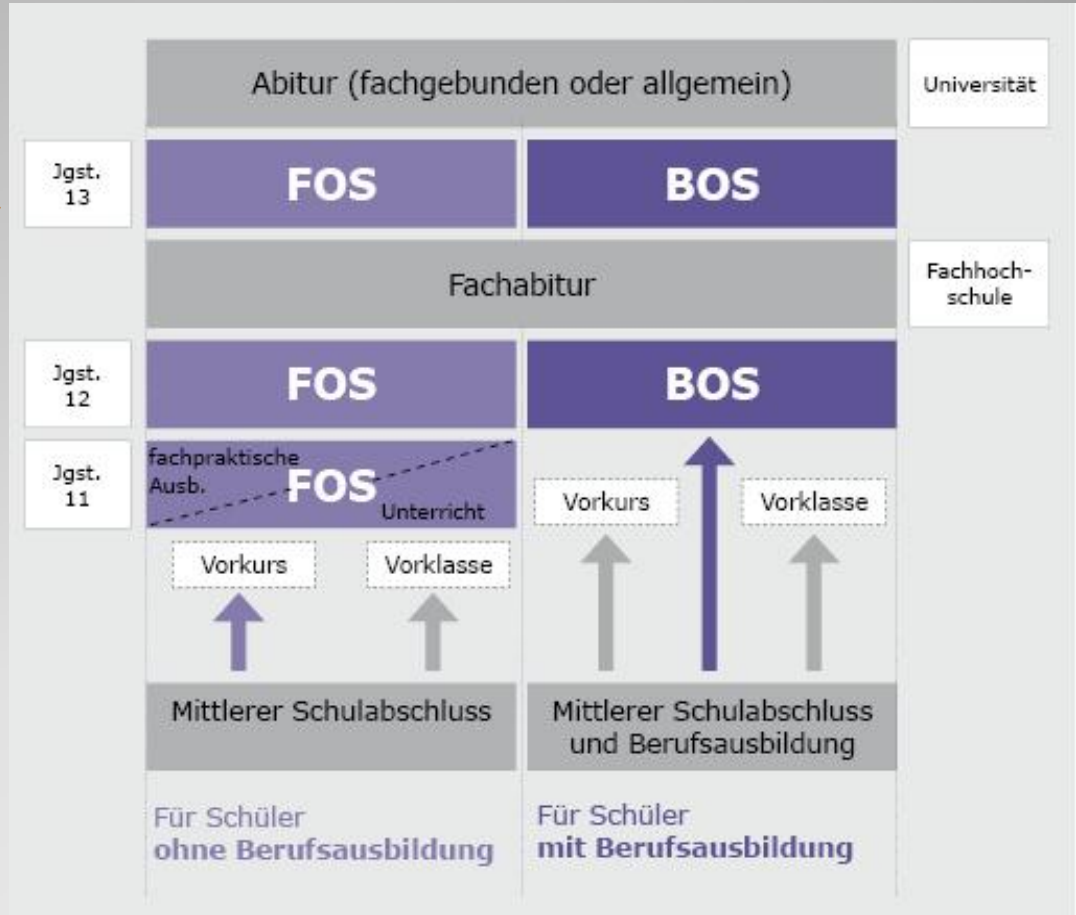 Abitur (fachgebunden oder allgemein)
Universität
Jgst.
13
FOS
BOS
Fachabitur
Fachhoch-
schule
Jgst.
12
FOS
BOS
Jgst.
11
fachpraktische
Ausb.
FOS
Unterricht
Vorkurs
Vorklasse
Vorkurs
Vorklasse
Mittlerer Schulabschluss
Mittlerer Schulabschluss
und Berufsausbildung
Für Schüler
ohne Berufsausbildung
Für Schüler
mit Berufsausbildung